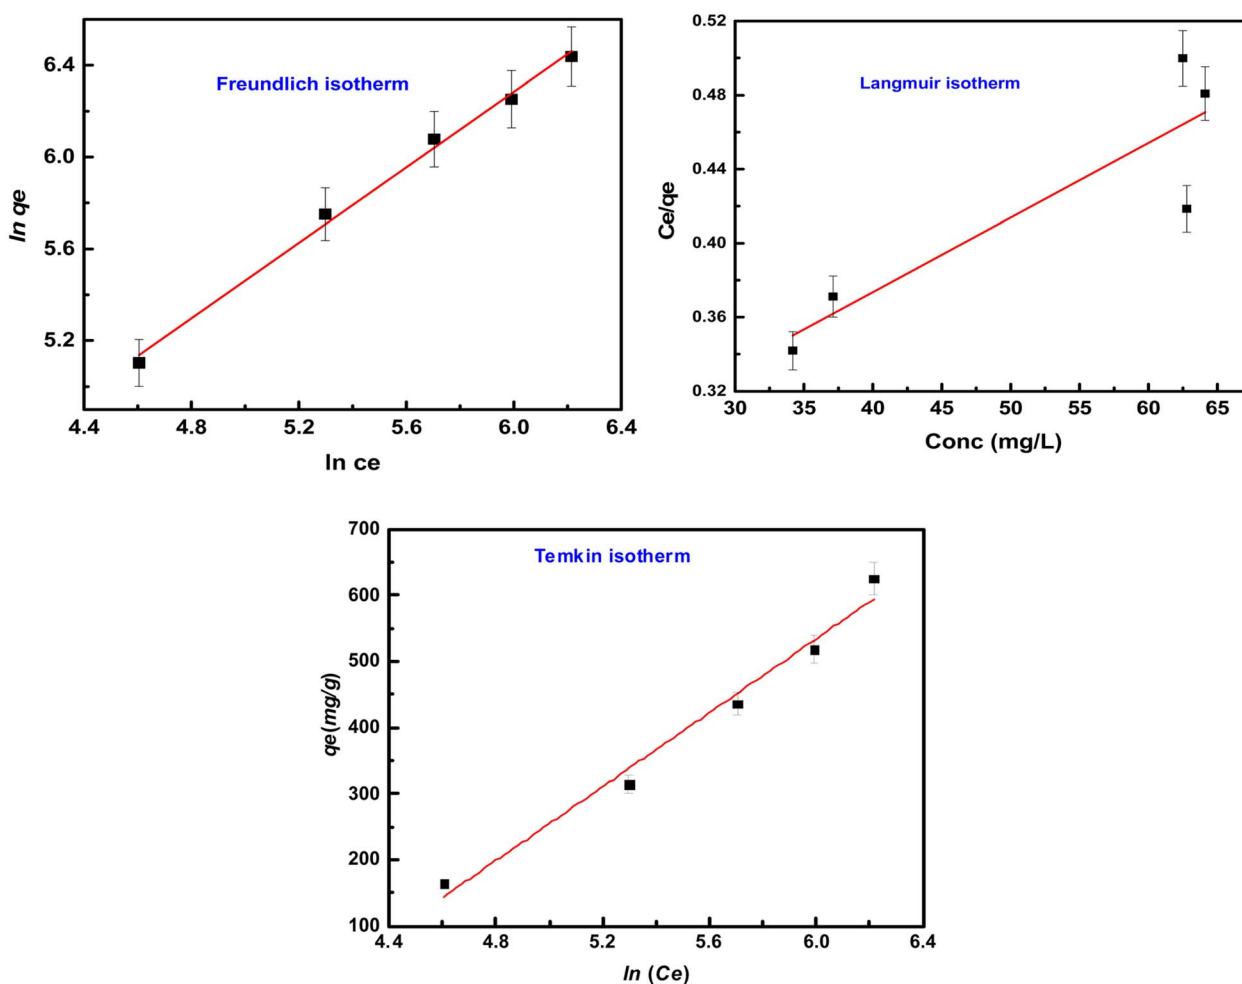 Freundlich isotherm
ln qe
6.4
6.0
5.6
5.2
4.4 4.8 5.2 5.6 6.0 6.4
ln ce
Langmuir isotherm
Ce/qe
0.52
0.48
0.44
0.40
0.36
0.32
30 35 40 45 50 55 60 65
Conc (mg/L)
Temkin isotherm
qe(mg/g)
700
600
500
400
300
200
100
4.4 4.8 5.2 5.6 6.0 6.4
ln (Ce)